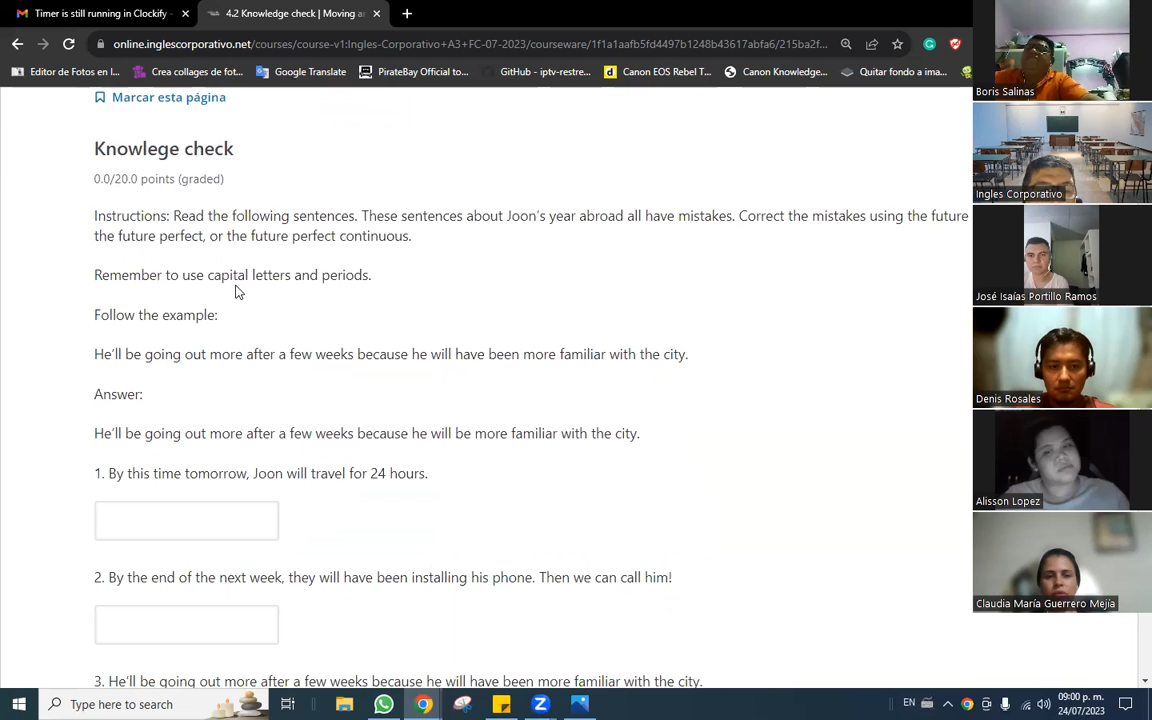 Timer is still running in Clockify
4.2 Knowledge check | Moving a
online.inglescorporativo.net/courses/course-v1:Ingles-Corporativo+A3+FC-07-2023/courseware/1f1a1aafb5fd4497b1248b43617abfa6/215ba2f...
Editor de Fotos en l...
Crea collages de fot...
Google Translate
PirateBay Official to...
GitHub - iptv-restre...
Canon EOS Rebel T...
Canon Knowledge...
Quitar fondo a ima...
Marcar esta página
Knowlege check
0.0/20.0 points (graded)
Instructions: Read the following sentences. These sentences about Joon's year abroad all have mistakes. Correct the mistakes using the future
the future perfect, or the future perfect continuous.
Remember to use capital letters and periods.
Follow the example:
He'll be going out more after a few weeks because he will have been more familiar with the city.
Answer:
He'll be going out more after a few weeks because he will be more familiar with the city.
1. By this time tomorrow, Joon will travel for 24 hours.
2. By the end of the next week, they will have been installing his phone. Then we can call him!
3. He'll be going out more after a few weeks because he will have been more familiar with the city.
Boris Salinas
Ingles Corporativo
José Isaías Portillo Ramos
Denis Rosales
Alisson Lopez
Claudia María Guerrero Mejía
Type here to search
EN
09:00 p. m.
24/07/2023